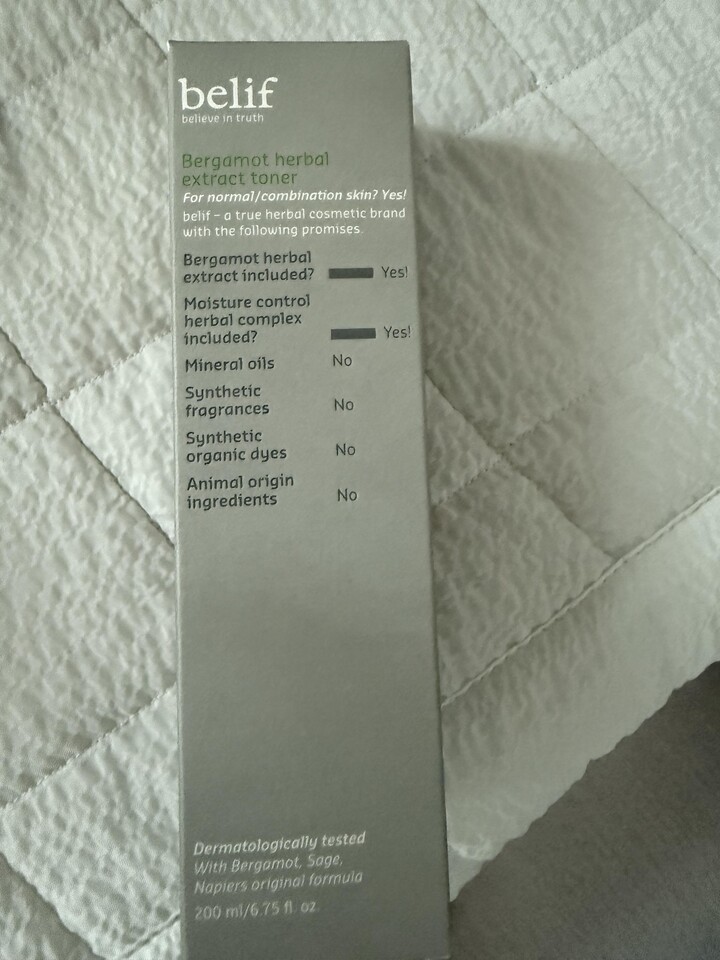 belif
believe in truth
Bergamot herbal
extract toner
For normal/combination skin? Yes!
belif – a true herbal cosmetic brand
with the following promises.
Bergamot herbal
extract included? Yes!
Moisture control
herbal complex
included? Yes!
Mineral oils No
Synthetic
fragrances No
Synthetic
organic dyes No
Animal origin
ingredients No
Dermatologically tested
With Bergamot, Sage,
Napiers original formula
200 ml/6.75 fl. oz.